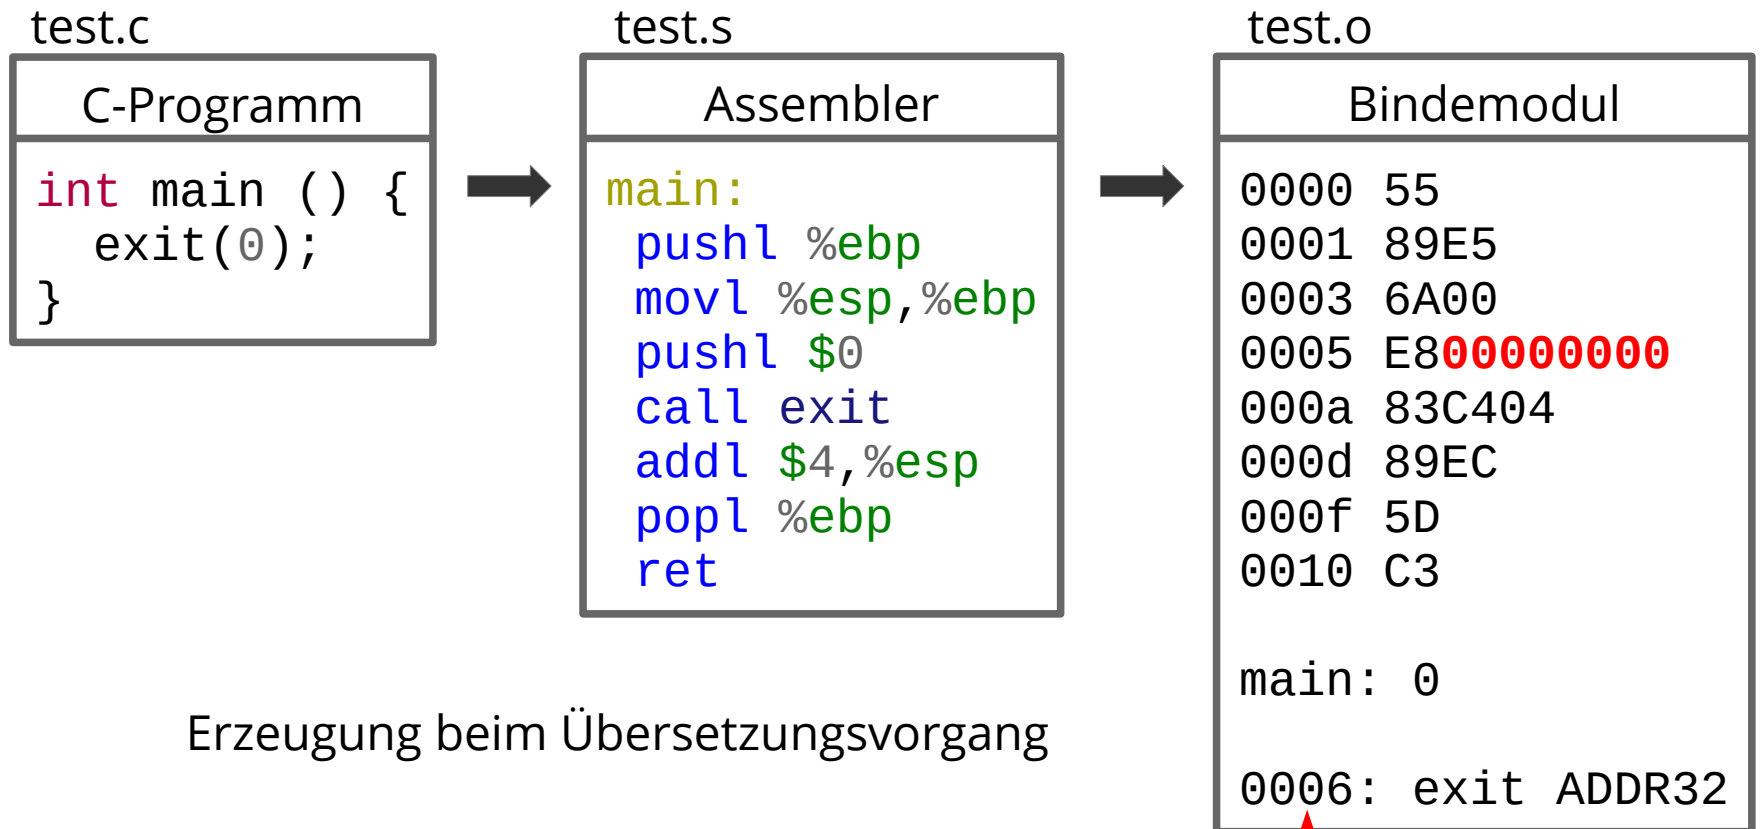 test.c
C-Programm
int main () {
  exit(0);
}
test.s
Assembler
main:
 pushl %ebp
 movl %esp,%ebp
 pushl $0
 call exit
 addl $4,%esp
 popl %ebp
 ret
test.o
Bindemodul
0000 55
0001 89E5
0003 6A00
0005 E800000000
000a 83C404
000d 89EC
000f 5D
0010 C3
main: 0
0006: exit ADDR32
Erzeugung beim Übersetzungsvorgang